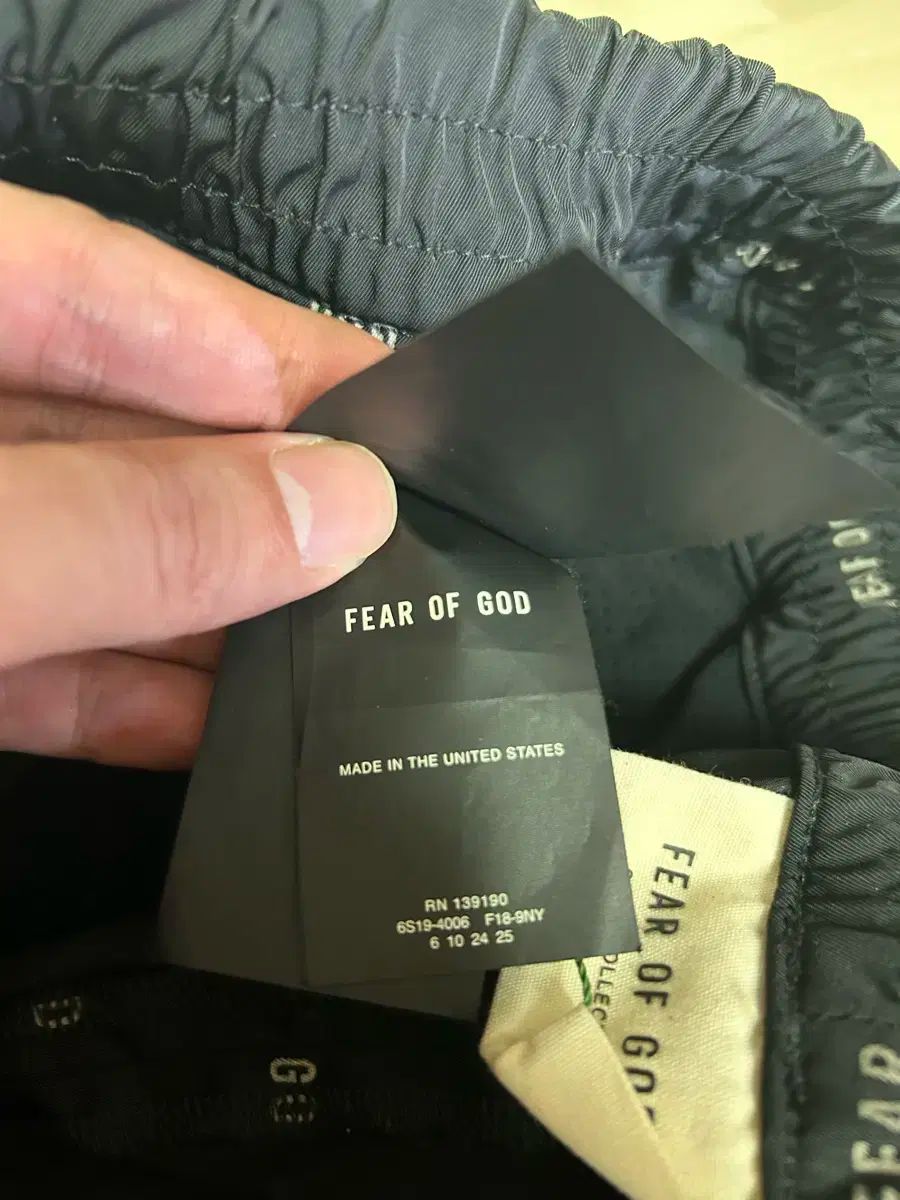 FEAR OF GOD
MADE IN THE UNITED STATES
RN 139190
6S19-4006 F18-9NY
6 10 24 25
FEAR OF GOD